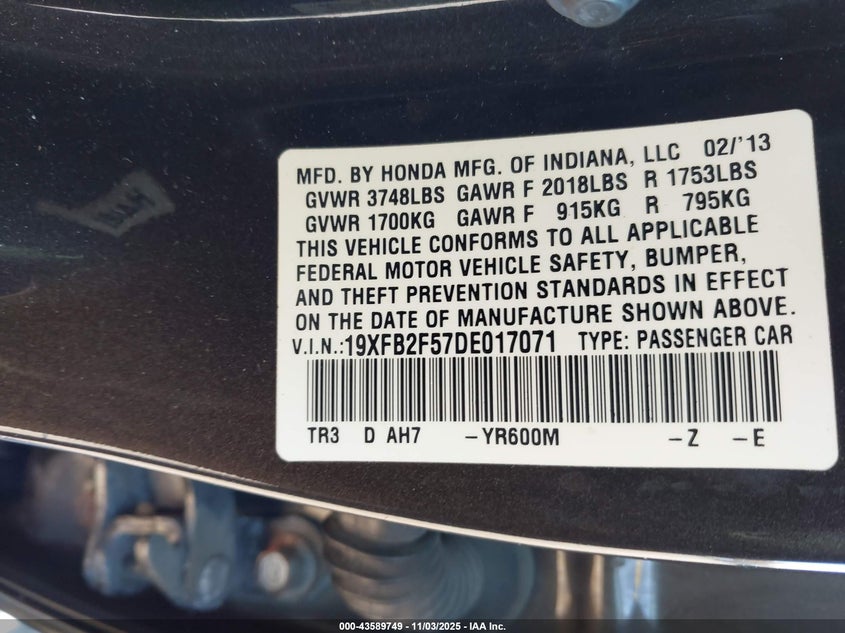 MFD. BY HONDA MFG. OF INDIANA, LLC 02/'13
GVWR 3748LBS GAWR F 2018LBS R 1753LBS
GVWR 1700KG GAWR F 915KG R 795KG
THIS VEHICLE CONFORMS TO ALL APPLICABLE
FEDERAL MOTOR VEHICLE SAFETY, BUMPER,
AND THEFT PREVENTION STANDARDS IN EFFECT
ON THE DATE OF MANUFACTURE SHOWN ABOVE.
V.I.N.:19XFB2F57DE017071 TYPE: PASSENGER CAR
TR3 D AH7 –YR600M –Z –E
000-43589749 - 11/03/2025 - IAA Inc.